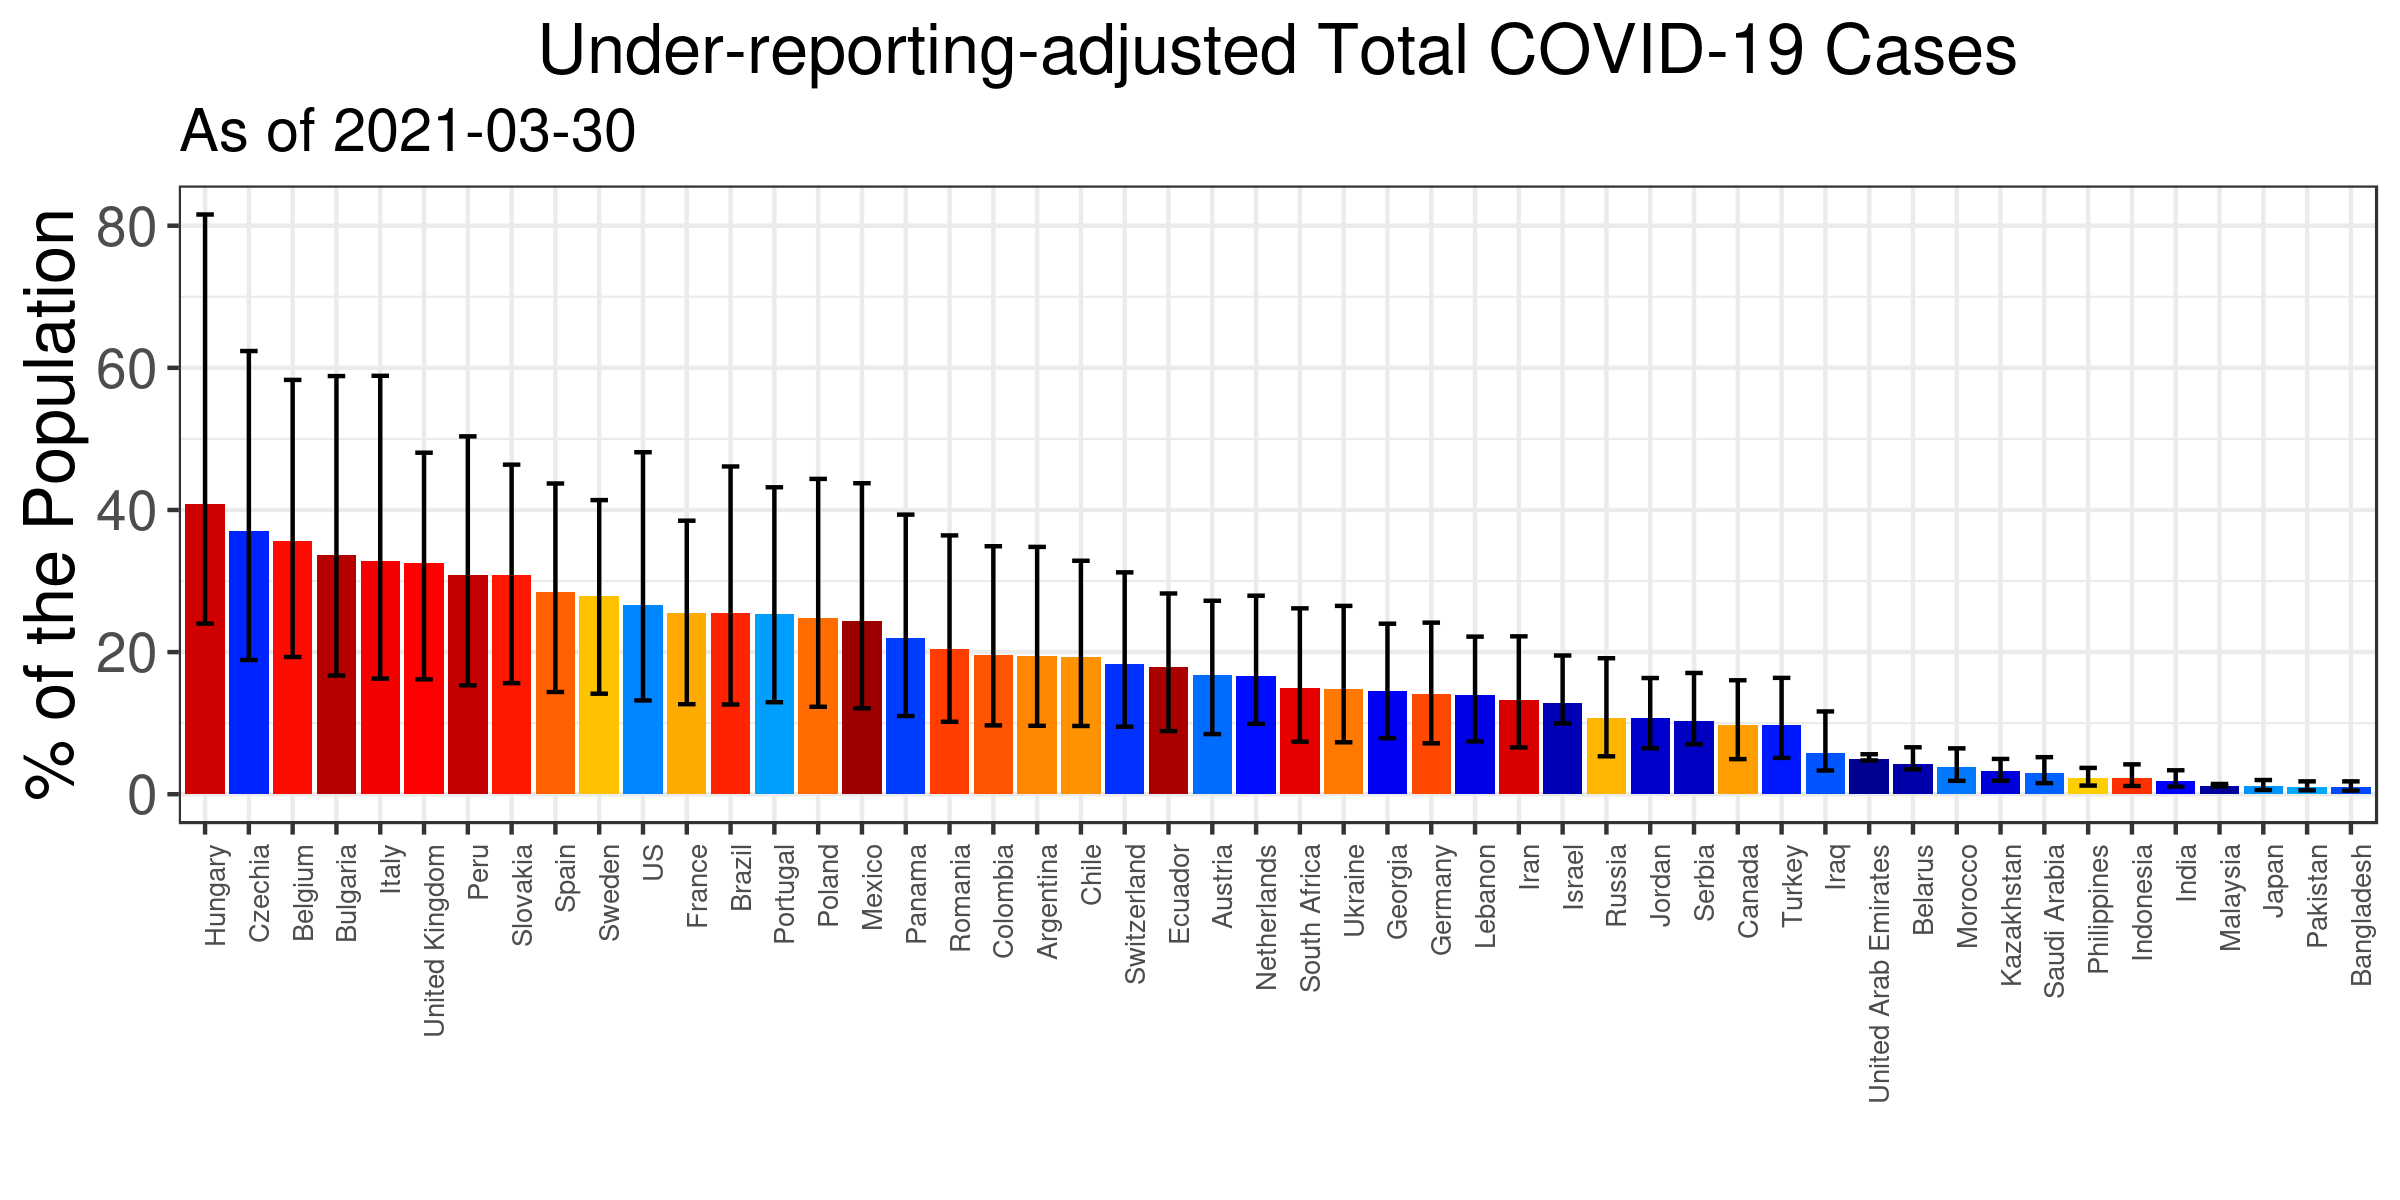 Under-reporting-adjusted Total COVID-19 Cases
As of 2021-03-30
% of the Population
80
60
40
20
0
Hungary
Czechia
Belgium
Bulgaria
Italy
United Kingdom
Peru
Slovakia
Spain
Sweden
US
France
Brazil
Portugal
Poland
Mexico
Panama
Romania
Colombia
Argentina
Chile
Switzerland
Ecuador
Austria
Netherlands
South Africa
Ukraine
Georgia
Germany
Lebanon
Iran
Israel
Russia
Jordan
Serbia
Canada
Turkey
Iraq
United Arab Emirates
Belarus
Morocco
Kazakhstan
Saudi Arabia
Philippines
Indonesia
India
Malaysia
Japan
Pakistan
Bangladesh